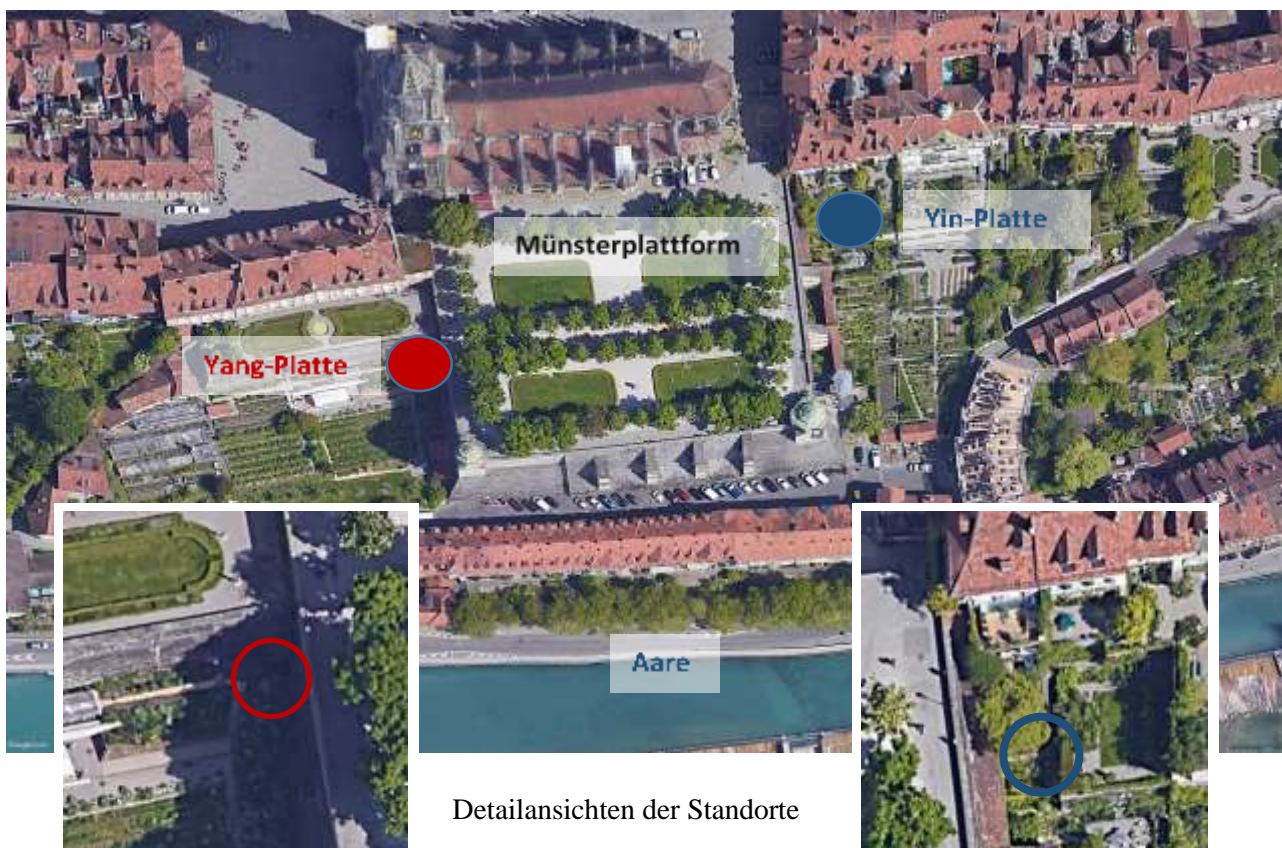 Münsterplattform
Yin-Platte
Yang-Platte
Aare
Detailansichten der Standorte